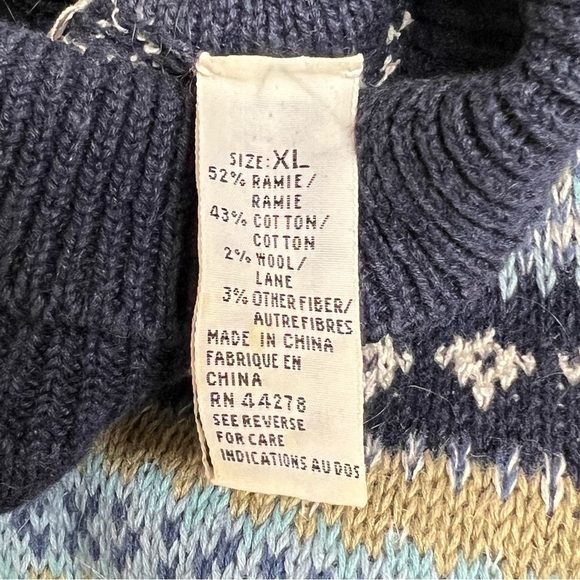 SIZE: XL
52% RAMIE/
RAMIE
43% COTTON/
COTTON
2% WOOL/
LANE
3% OTHER FIBER/
AUTREFIBRES
MADE IN CHINA
FABRIQUE EN
CHINA
RN 44278
SEE REVERSE
FOR CARE
INDICATIONS AU DOS